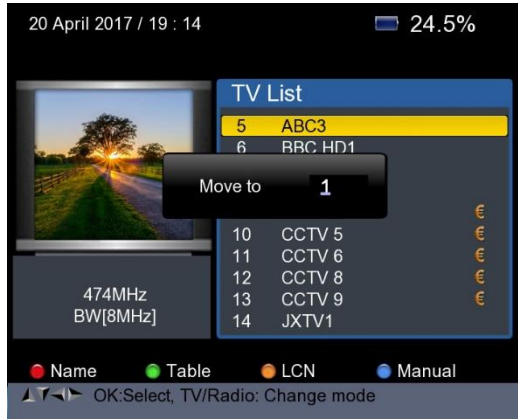 20 April 2017 / 19 : 14 24.5%
TV List
5 ABC3
6 BBC HD1
Move to 1
€
10 CCTV 5 €
11 CCTV 6 €
12 CCTV 8 €
13 CCTV 9 €
14 JXTV1
474MHz
BW[8MHz]
Name Table LCN Manual
OK:Select, TV/Radio: Change mode